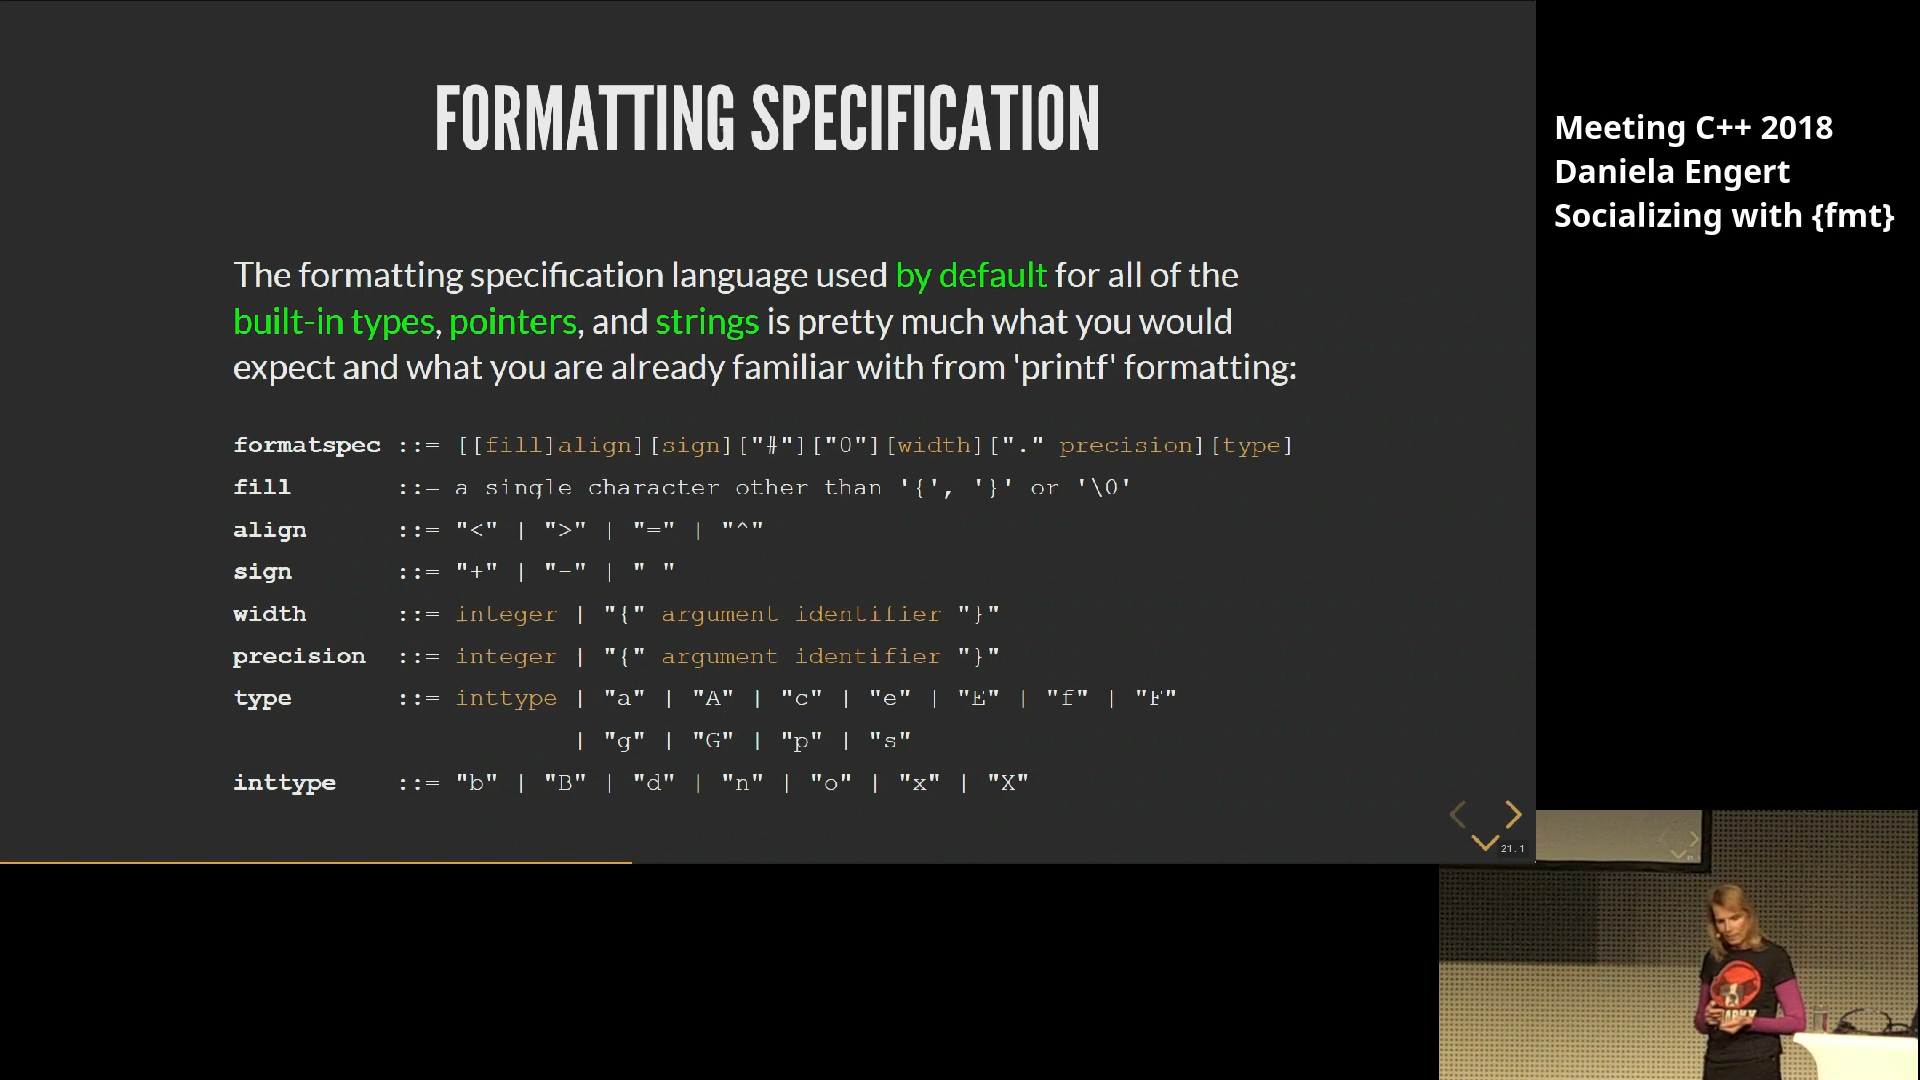 FORMATTING SPECIFICATION
The formatting specification language used by default for all of the
built-in types, pointers, and strings is pretty much what you would
expect and what you are already familiar with from 'printf' formatting:
formatspec ::= [[fill]align][sign]["#"]["0"][width]["." precision][type]
fill ::= a single character other than '{', '}' or '\0'
align ::= "<" | ">" | "=" | "^"
sign ::= "+" | "-" | " "
width ::= integer | "{" argument identifier "}"
precision ::= integer | "{" argument identifier "}"
type ::= inttype | "a" | "A" | "c" | "e" | "E" | "f" | "F"
| "g" | "G" | "p" | "s"
inttype ::= "b" | "B" | "d" | "n" | "o" | "x" | "X"
21.1
Meeting C++ 2018
Daniela Engert
Socializing with {fmt}